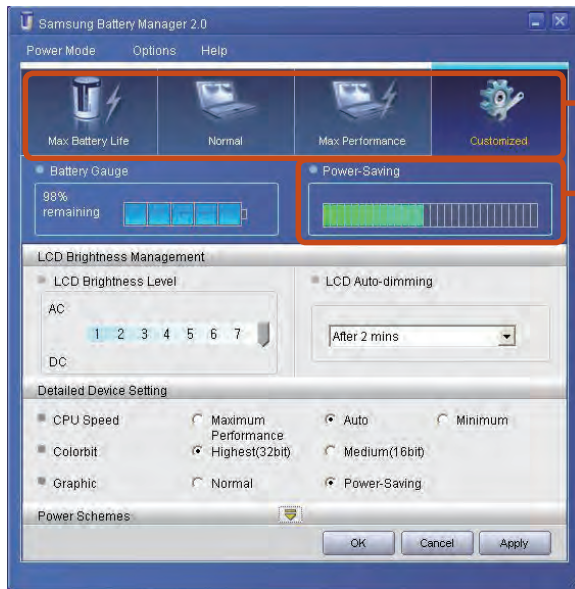 Samsung Battery Manager 2.0
Power Mode Options Help
Max Battery Life Normal Max Performance Customized
Battery Gauge Power-Saving
98%
remaining
LCD Brightness Management
LCD Brightness Level LCD Auto-dimming
AC
1 2 3 4 5 6 7
After 2 mins
DC
Detailed Device Setting
CPU Speed Maximum Performance Auto Minimum
Colorbit Highest(32bit) Medium(16bit)
Graphic Normal Power-Saving
Power Schemes
OK Cancel Apply